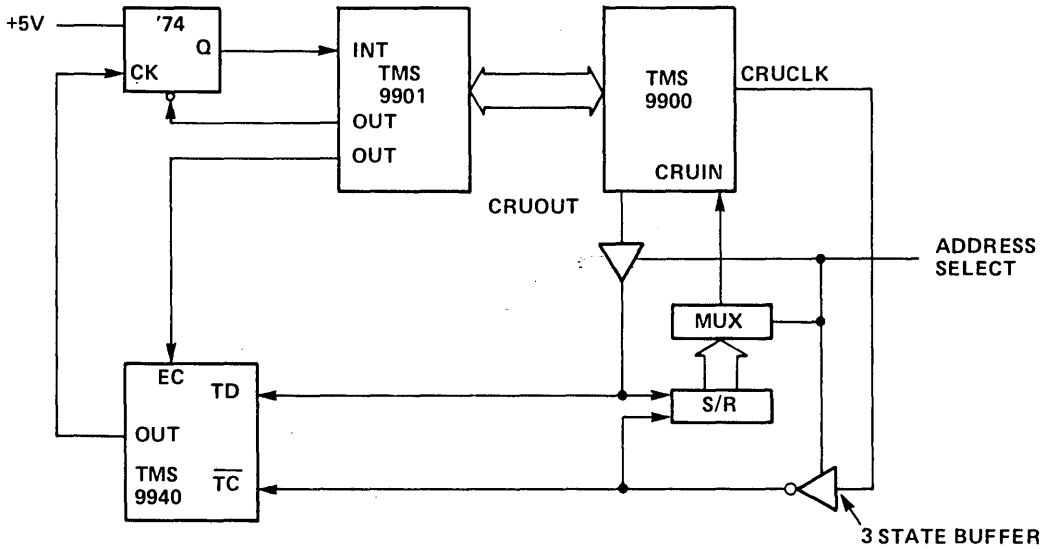 +5V
'74
Q
CK
INT
TMS
9901
OUT
OUT
TMS
9900
CRUCLK
CRUIN
CRUOUT
ADDRESS
SELECT
MUX
S/R
EC
TD
OUT
TMS
9940
TC
3 STATE BUFFER